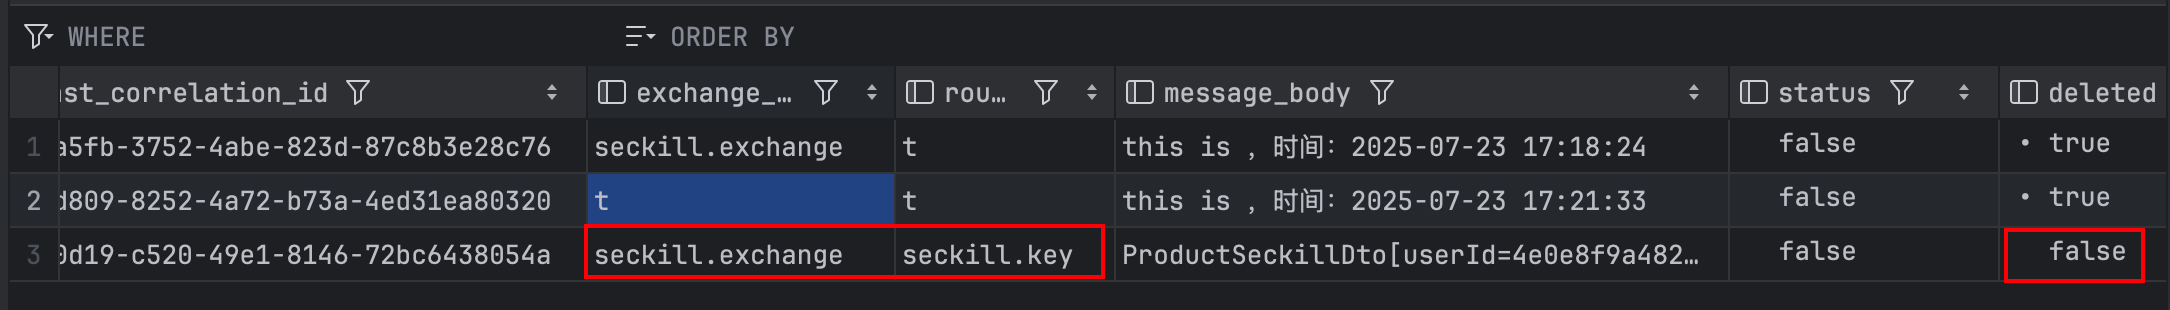 WHERE ORDER BY
ast_correlation_id exchange_… rou… message_body status deleted
1 a5fb-3752-4abe-823d-87c8b3e28c76 seckill.exchange t this is , 时间: 2025-07-23 17:18:24 false • true
2 d809-8252-4a72-b73a-4ed31ea80320 t t this is , 时间: 2025-07-23 17:21:33 false • true
3 0d19-c520-49e1-8146-72bc6438054a seckill.exchange seckill.key ProductSeckillDto[userId=4e0e8f9a482… false false